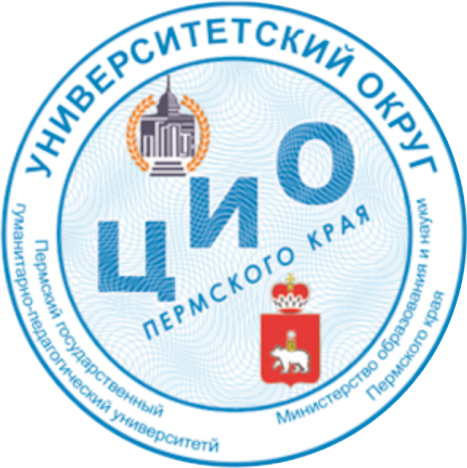 УНИВЕРСИТЕТСКИЙ ОКРУГ
ЦИО
ПЕРМСКОГО КРАЯ
Пермский государственный
гуманитарно-педагогический университетй
Министерство образования и науки
Пермского края